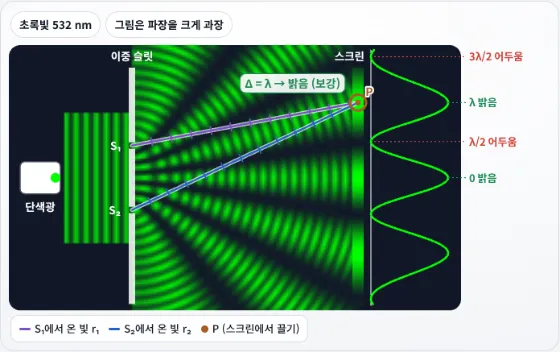 초록빛 532 nm
그림은 파장을 크게 과장
이중 슬릿
스크린
3λ/2 어두움
Δ = λ → 밝음 (보강)
P
λ 밝음
S₁
λ/2 어두움
0 밝음
단색광
S₂
S₁에서 온 빛 r₁
S₂에서 온 빛 r₂
P (스크린에서 끌기)